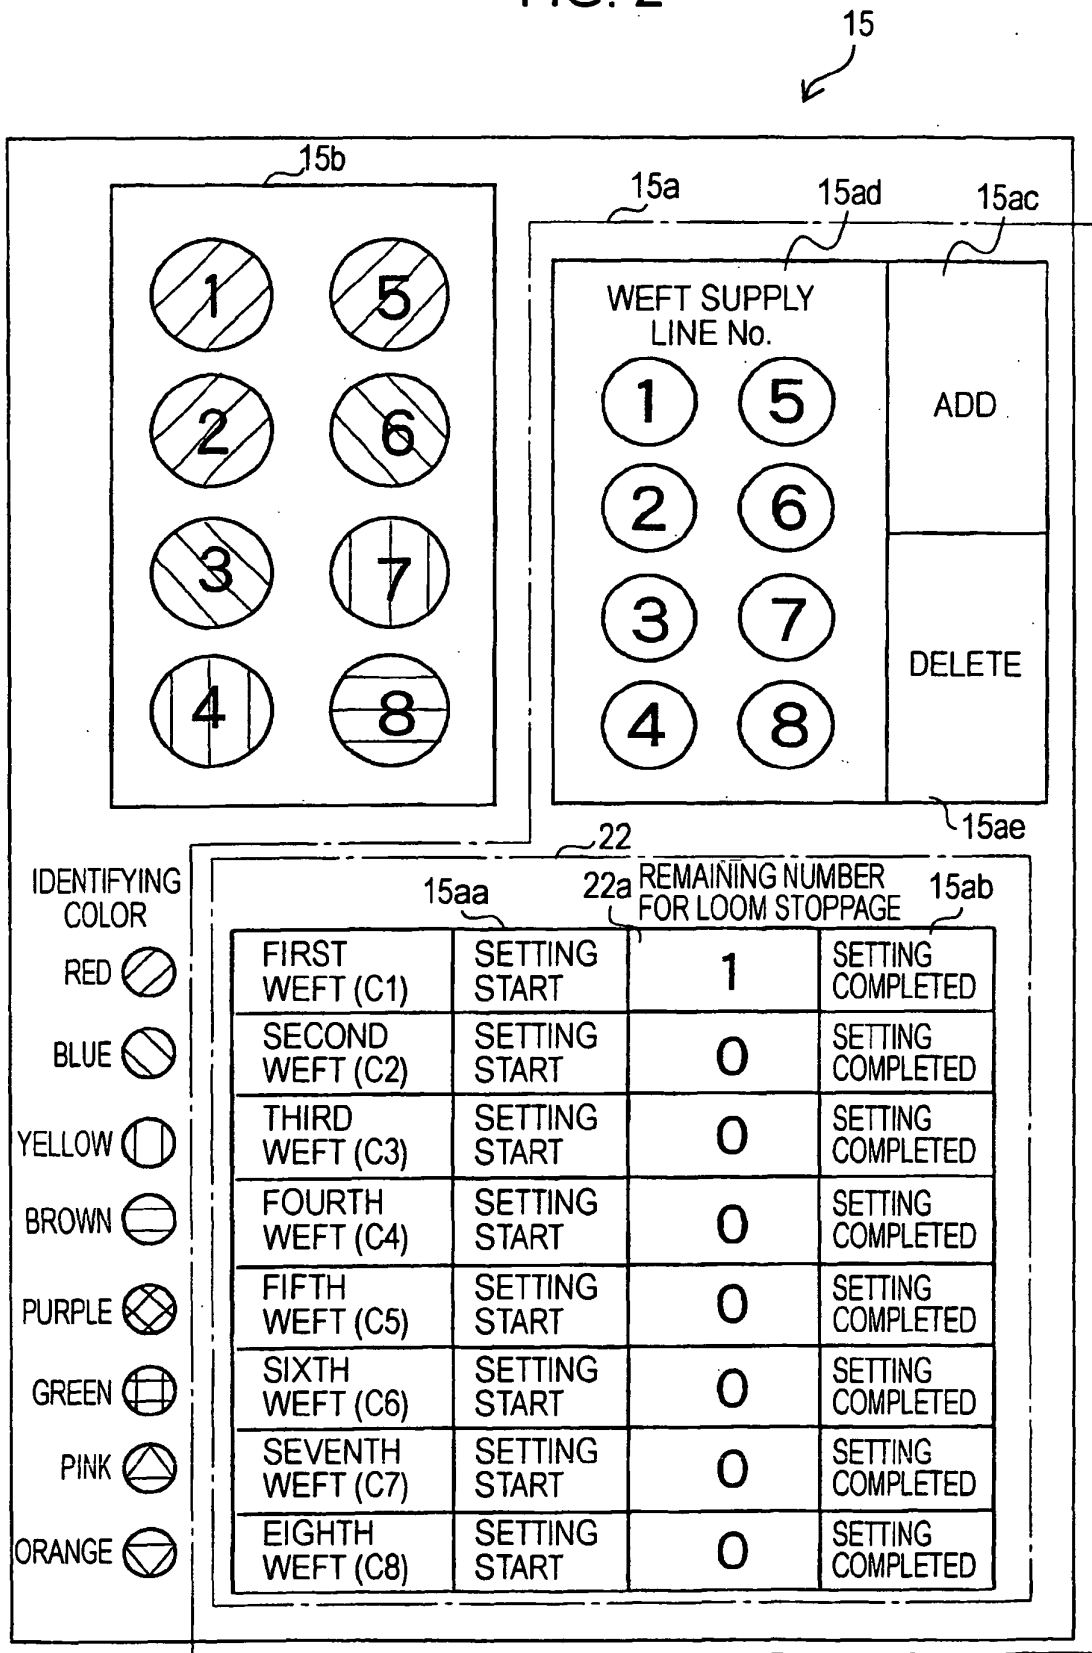 FIG. 2
15
15b
1 5
2 6
3 7
4 8
15a
15ad
15ac
WEFT SUPPLY
LINE No.
1 5
2 6
3 7
4 8
ADD
DELETE
15ae
22
IDENTIFYING
COLOR
RED
BLUE
YELLOW
BROWN
PURPLE
GREEN
PINK
ORANGE
15aa
22a
REMAINING NUMBER
FOR LOOM STOPPAGE
15ab
FIRST SETTING 1 SETTING
WEFT (C1) START COMPLETED
SECOND SETTING 0 SETTING
WEFT (C2) START COMPLETED
THIRD SETTING 0 SETTING
WEFT (C3) START COMPLETED
FOURTH SETTING 0 SETTING
WEFT (C4) START COMPLETED
FIFTH SETTING 0 SETTING
WEFT (C5) START COMPLETED
SIXTH SETTING 0 SETTING
WEFT (C6) START COMPLETED
SEVENTH SETTING 0 SETTING
WEFT (C7) START COMPLETED
EIGHTH SETTING 0 SETTING
WEFT (C8) START COMPLETED